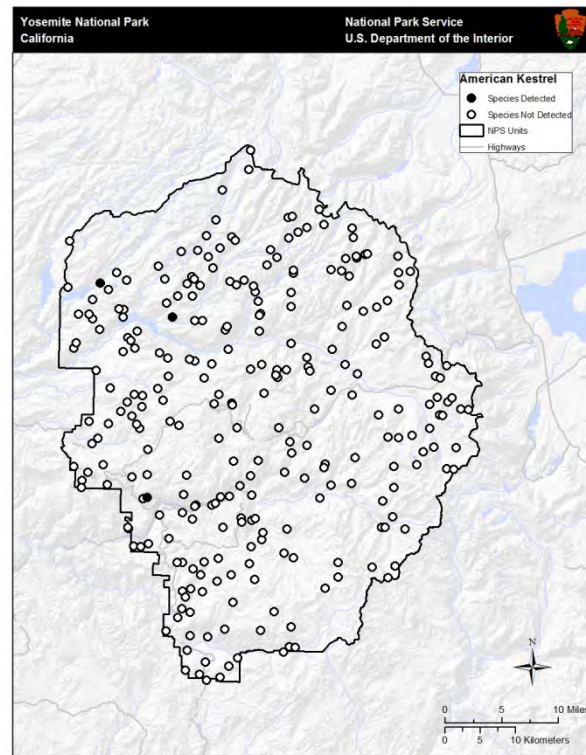 Yosemite National Park
California
National Park Service
U.S. Department of the Interior
American Kestrel
Species Detected
Species Not Detected
NPS Units
Highways
N
0 5 10 Miles
0 5 10 Kilometers